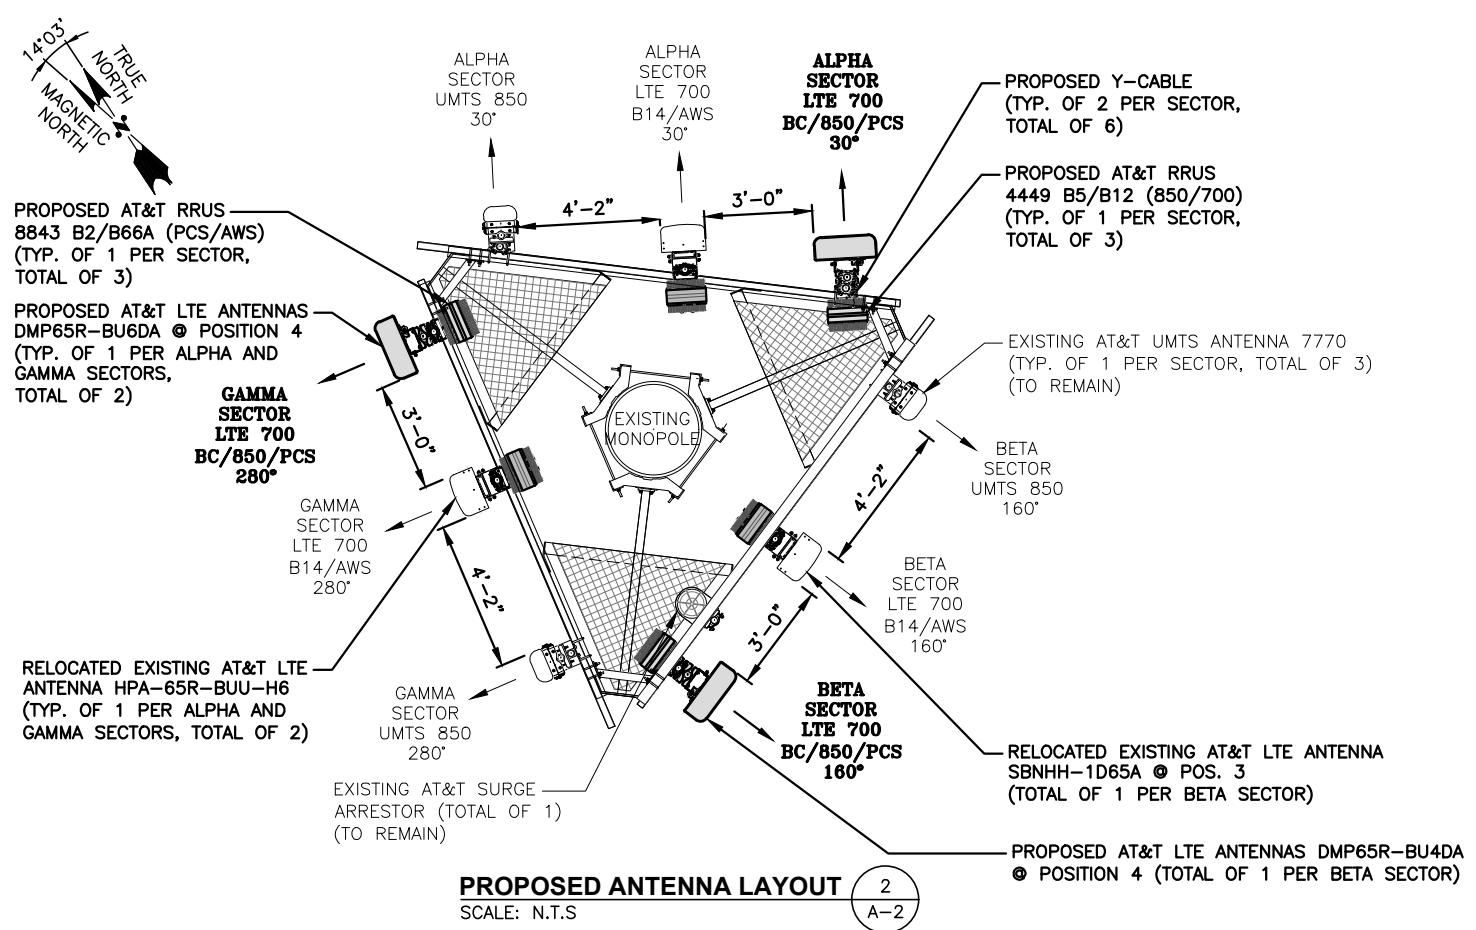 14°03'
TRUE
NORTH
MAGNETIC
NORTH
N
ALPHA
SECTOR
UMTS 850
30°
ALPHA
SECTOR
LTE 700
B14/AWS
30°
ALPHA
SECTOR
LTE 700
BC/850/PCS
30°
PROPOSED Y-CABLE
(TYP. OF 2 PER SECTOR,
TOTAL OF 6)
PROPOSED AT&T RRUS
4449 B5/B12 (850/700)
(TYP. OF 1 PER SECTOR,
TOTAL OF 3)
PROPOSED AT&T RRUS
8843 B2/B66A (PCS/AWS)
(TYP. OF 1 PER SECTOR,
TOTAL OF 3)
4'-2"
3'-0"
PROPOSED AT&T LTE ANTENNAS
DMP65R-BU6DA @ POSITION 4
(TYP. OF 1 PER ALPHA AND
GAMMA SECTORS,
TOTAL OF 2)
EXISTING AT&T UMTS ANTENNA 7770
(TYP. OF 1 PER SECTOR, TOTAL OF 3)
(TO REMAIN)
GAMMA
SECTOR
LTE 700
BC/850/PCS
280°
3'-0"
EXISTING
MONOPOLE
BETA
SECTOR
UMTS 850
160°
4'-2"
GAMMA
SECTOR
LTE 700
B14/AWS
280°
4'-2"
BETA
SECTOR
LTE 700
B14/AWS
160°
3'-0"
RELOCATED EXISTING AT&T LTE
ANTENNA HPA-65R-BUU-H6
(TYP. OF 1 PER ALPHA AND
GAMMA SECTORS, TOTAL OF 2)
GAMMA
SECTOR
UMTS 850
280°
BETA
SECTOR
LTE 700
BC/850/PCS
160°
RELOCATED EXISTING AT&T LTE ANTENNA
SBNHH-1D65A @ POS. 3
(TOTAL OF 1 PER BETA SECTOR)
EXISTING AT&T SURGE
ARRESTOR (TOTAL OF 1)
(TO REMAIN)
PROPOSED AT&T LTE ANTENNAS DMP65R-BU4DA
@ POSITION 4 (TOTAL OF 1 PER BETA SECTOR)
PROPOSED ANTENNA LAYOUT
2
A-2
SCALE: N.T.S